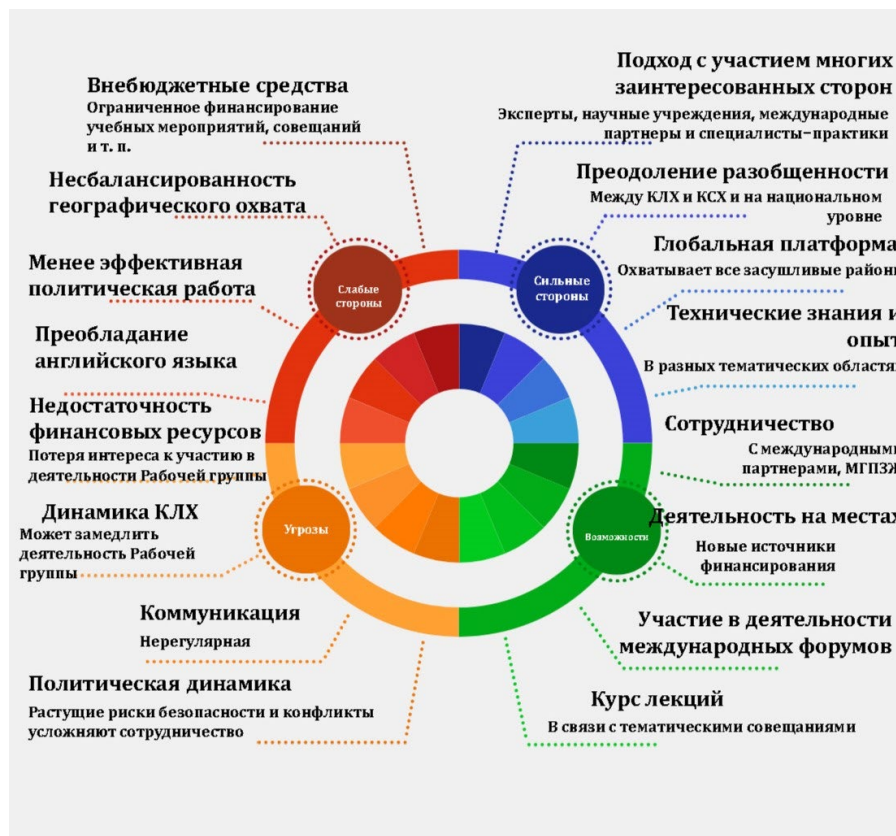 Внебюджетные средства
Ограниченное финансирование
учебных мероприятий, совещаний
и т. п.
Несбалансированность
географического охвата
Менее эффективная
политическая работа
Преобладание
английского языка
Недостаточность
финансовых ресурсов
Потеря интереса к участию в
деятельности Рабочей группы
Динамика КЛХ
Может замедлить
деятельность Рабочей
группы
Коммуникация
Нерегулярная
Политическая динамика
Растущие риски безопасности и конфликты
усложняют сотрудничество
Слабые
стороны
Сильные
стороны
Угрозы
Возможности
Подход с участием многих
заинтересованных сторон
Эксперты, научные учреждения, международные
партнеры и специалисты-практики
Преодоление разобщенности
Между КЛХ и КСХ и на национальном
уровне
Глобальная платформа
Охватывает все засушливые район
Технические знания и
опыт
В разных тематических областя
Сотрудничество
С международными
партнерами, МГПЗЖ
Деятельность на местах
Новые источники
финансирования
Участие в деятельности
международных форумов
Курс лекций
В связи с тематическими совещаниями